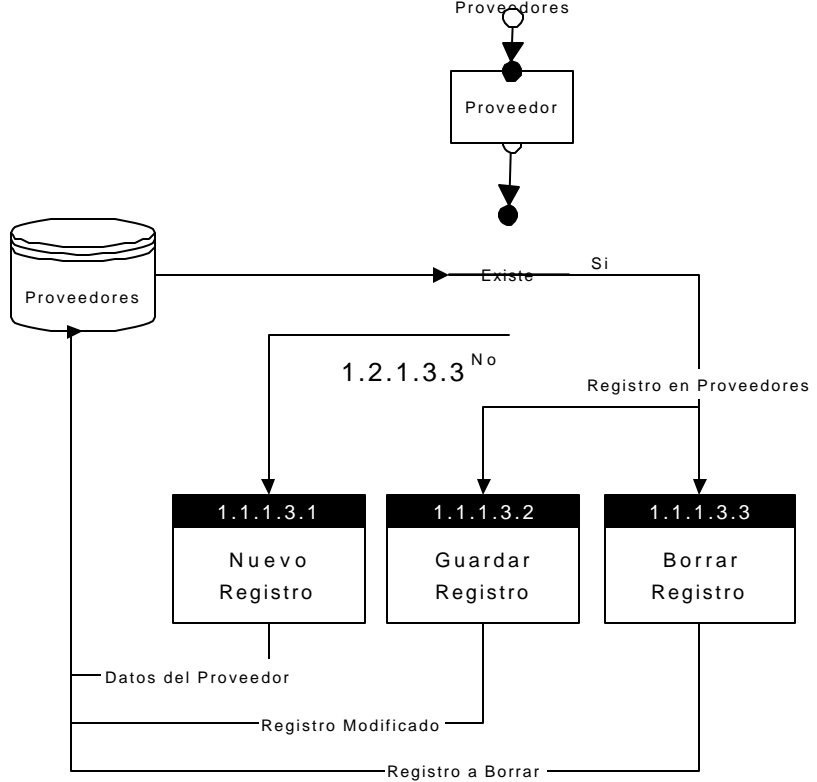 Proveedores
Proveedor
Proveedores
Existe
Si
No
1.2.1.3.3
Registro en Proveedores
1.1.1.3.1
Nuevo
Registro
1.1.1.3.2
Guardar
Registro
1.1.1.3.3
Borrar
Registro
Datos del Proveedor
Registro Modificado
Registro a Borrar